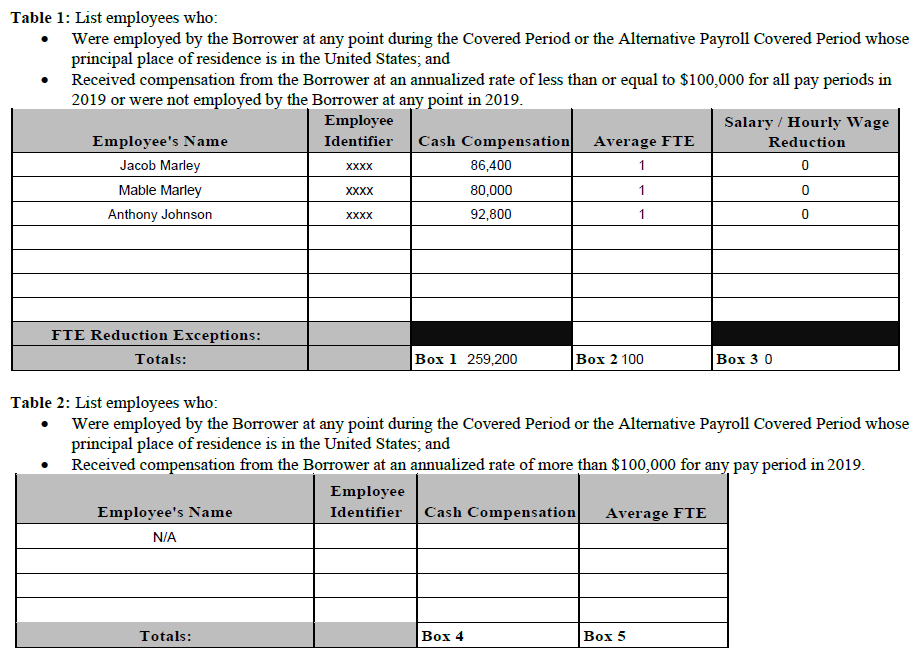 Table 1: List employees who:
• Were employed by the Borrower at any point during the Covered Period or the Alternative Payroll Covered Period whose
principal place of residence is in the United States; and
• Received compensation from the Borrower at an annualized rate of less than or equal to $100,000 for all pay periods in
2019 or were not employed by the Borrower at any point in 2019.
Employee's Name Employee Identifier Cash Compensation Average FTE Salary / Hourly Wage Reduction
Jacob Marley xxxx 86,400 1 0
Mable Marley xxxx 80,000 1 0
Anthony Johnson xxxx 92,800 1 0
FTE Reduction Exceptions:
Totals: Box 1 259,200 Box 2 100 Box 3 0
Table 2: List employees who:
• Were employed by the Borrower at any point during the Covered Period or the Alternative Payroll Covered Period whose
principal place of residence is in the United States; and
• Received compensation from the Borrower at an annualized rate of more than $100,000 for any pay period in 2019.
Employee's Name Employee Identifier Cash Compensation Average FTE
N/A
Totals: Box 4 Box 5